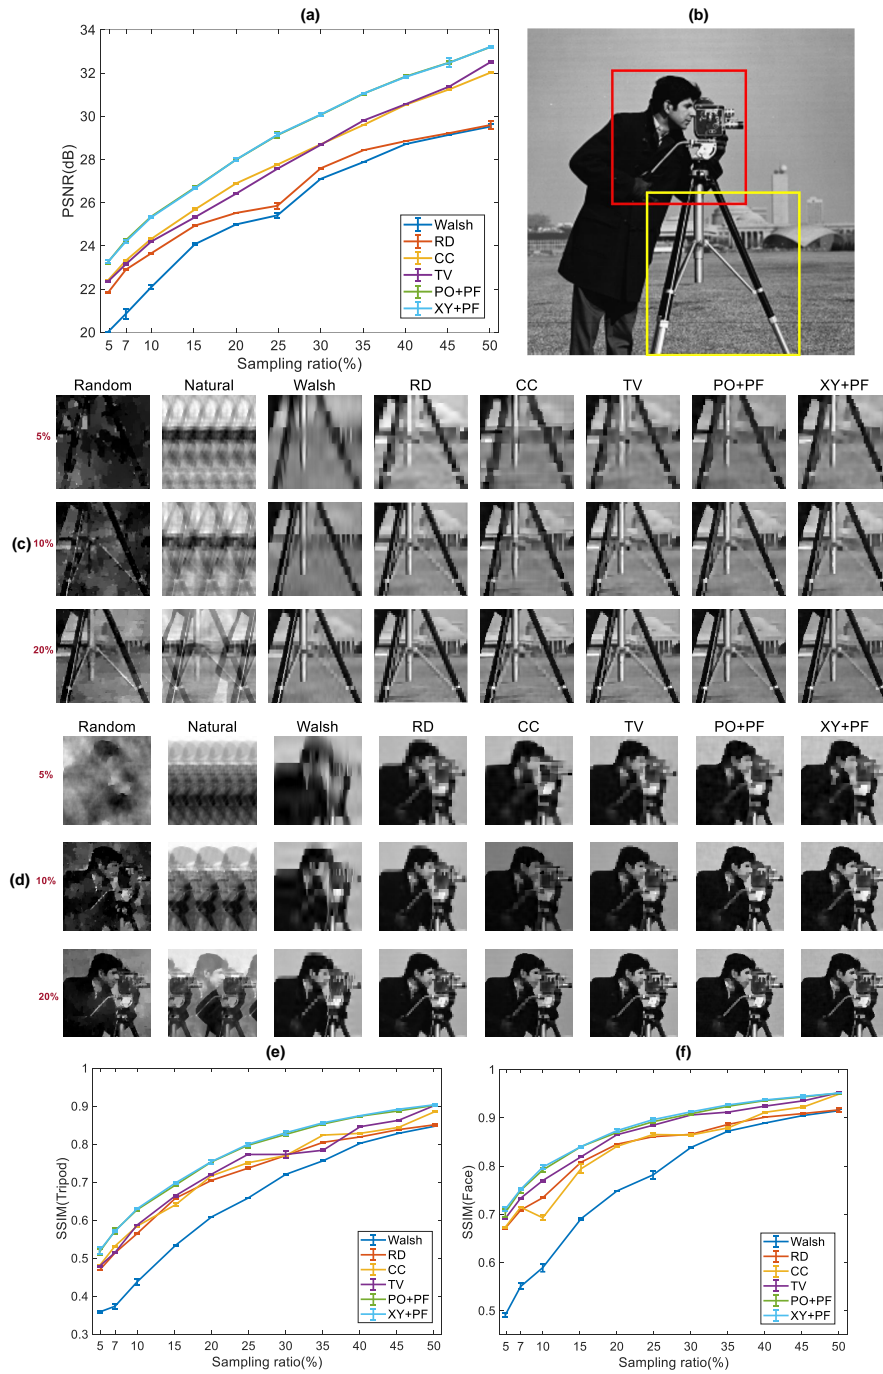 (a)
34
32
30
28
26
24
22
20
PSNR(dB)
5 7 10 15 20 25 30 35 40 45 50
Sampling ratio(%)
Walsh
RD
CC
TV
PO+PF
XY+PF
(b)
Random Natural Walsh RD CC TV PO+PF XY+PF
5%
(c)
10%
20%
Random Natural Walsh RD CC TV PO+PF XY+PF
5%
(d)
10%
20%
(e)
1
0.9
0.8
0.7
0.6
0.5
0.4
0.3
SSIM(Tripod)
5 7 10 15 20 25 30 35 40 45 50
Sampling ratio(%)
Walsh
RD
CC
TV
PO+PF
XY+PF
(f)
1
0.9
0.8
0.7
0.6
0.5
SSIM(Face)
5 7 10 15 20 25 30 35 40 45 50
Sampling ratio(%)
Walsh
RD
CC
TV
PO+PF
XY+PF